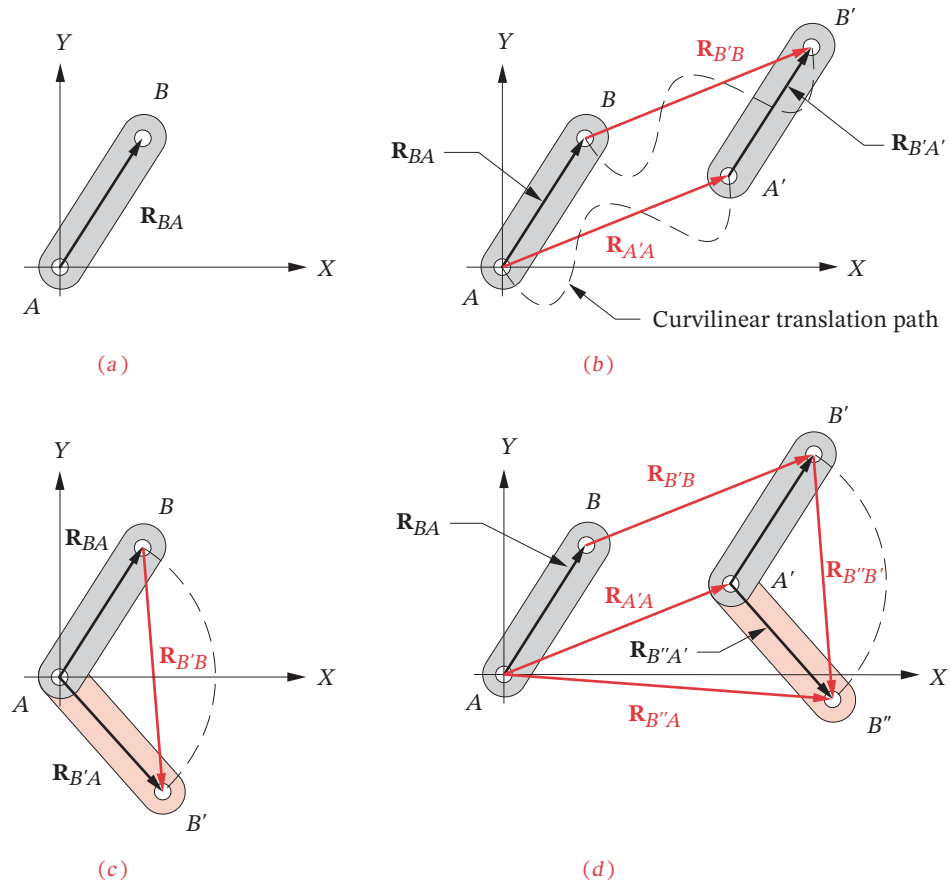 Y
B
R_BA
X
A
(a)
B′
Y
R_B′B
B
R_BA
R_B′A′
A′
R_A′A
X
A
Curvilinear translation path
(b)
Y
B
R_BA
R_B′B
X
A
R_B′A
B′
(c)
B′
Y
R_B′B
B
R_BA
R_B″B′
R_A′A
A′
R_B″A′
X
A
R_B″A
B″
(d)